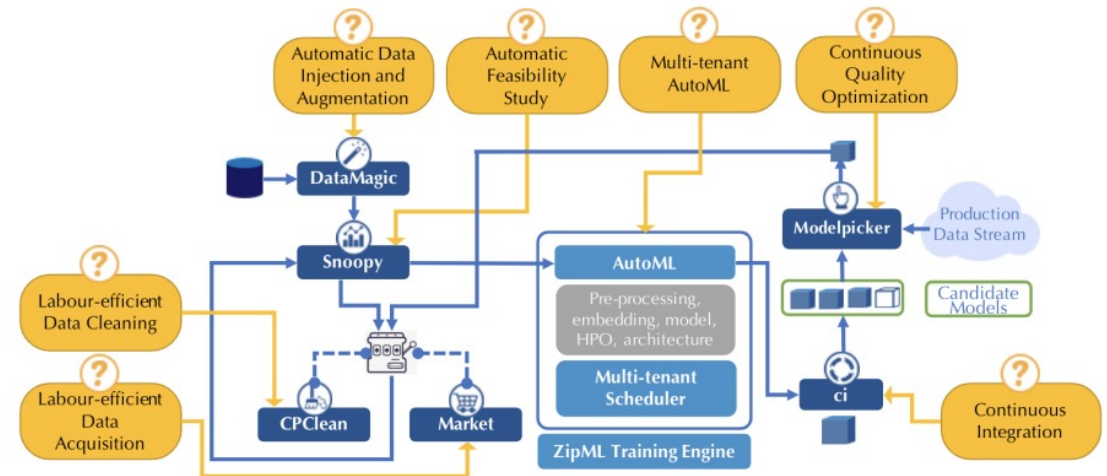 ?
Automatic Data
Injection and
Augmentation
?
Automatic
Feasibility
Study
?
Multi-tenant
AutoML
?
Continuous
Quality
Optimization
DataMagic
Snoopy
Modelpicker
Production
Data Stream
?
Labour-efficient
Data Cleaning
AutoML
Pre-processing,
embedding, model,
HPO, architecture
Multi-tenant
Scheduler
Candidate
Models
?
Labour-efficient
Data
Acquisition
CPClean
Market
ci
?
Continuous
Integration
ZipML Training Engine